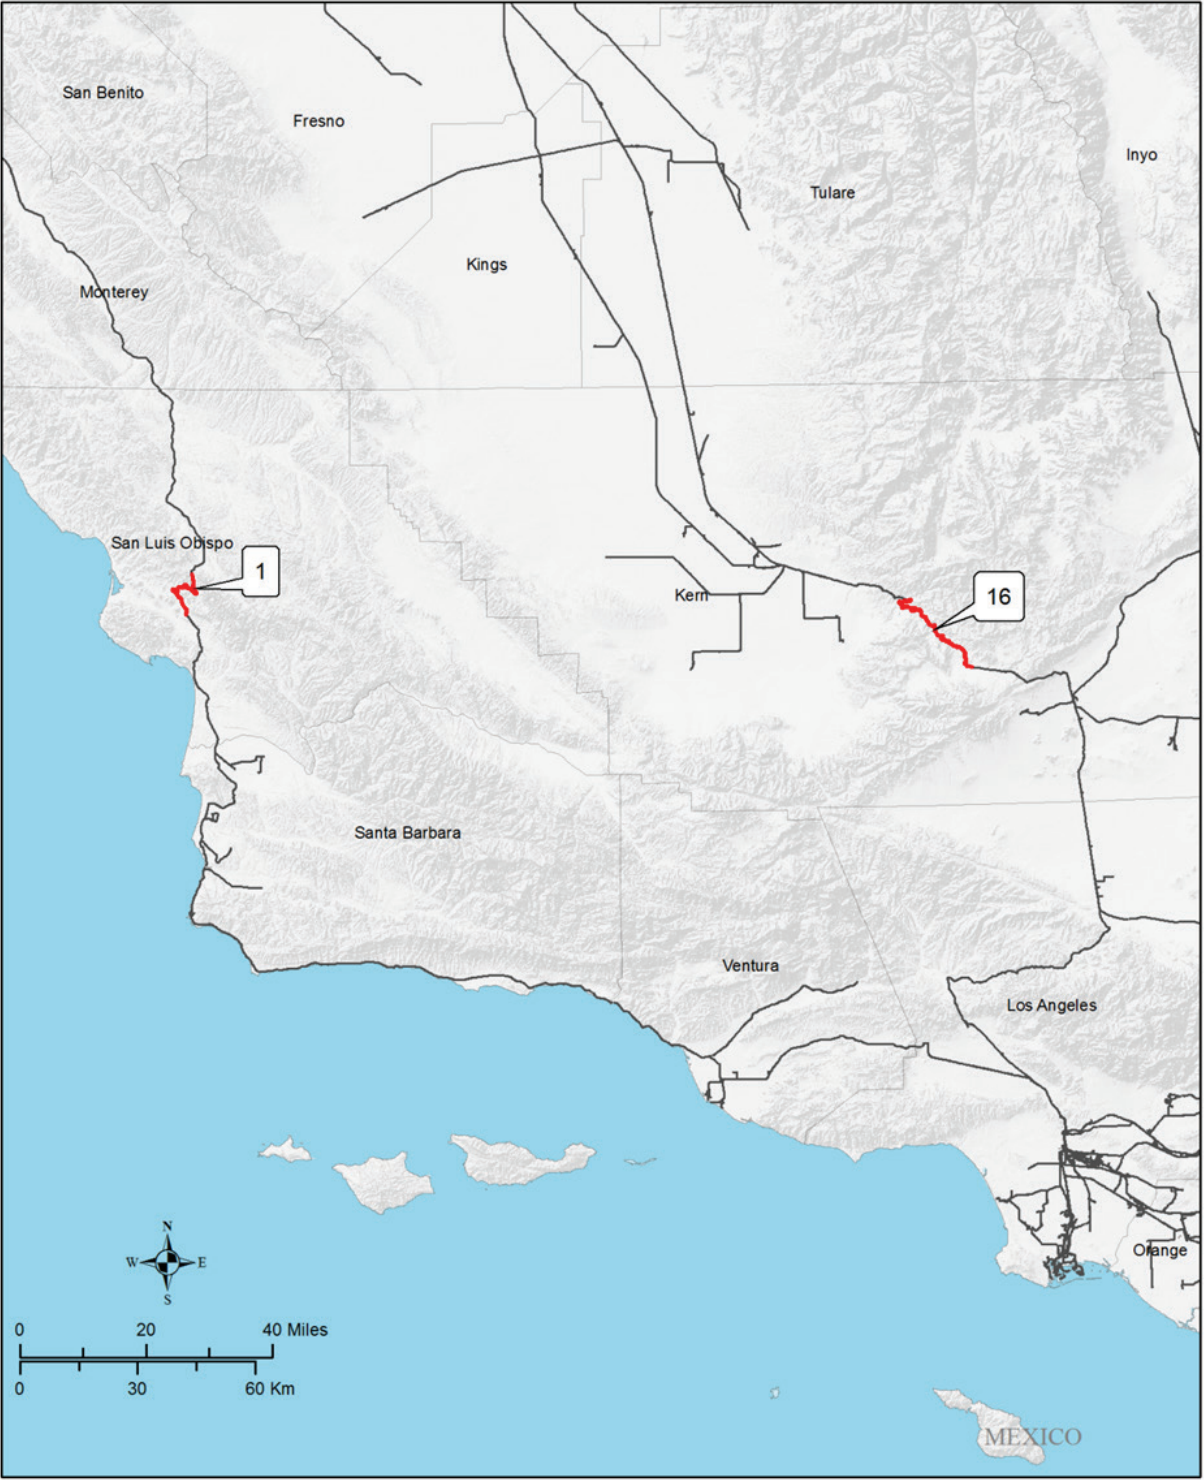 San Benito
Fresno
Inyo
Tulare
Kings
Monterey
San Luis Obispo
1
Kern
16
Santa Barbara
Ventura
Los Angeles
N
W E
S
Orange
0 20 40 Miles
0 30 60 Km
MEXICO